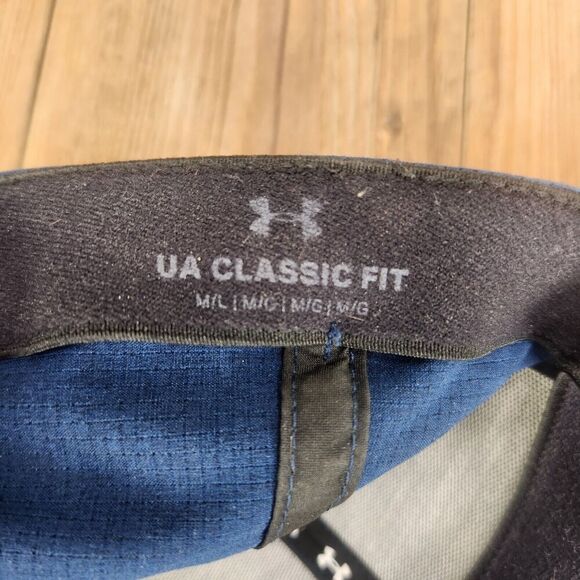 UA CLASSIC FIT
M/L | M/G | M/G | M/G